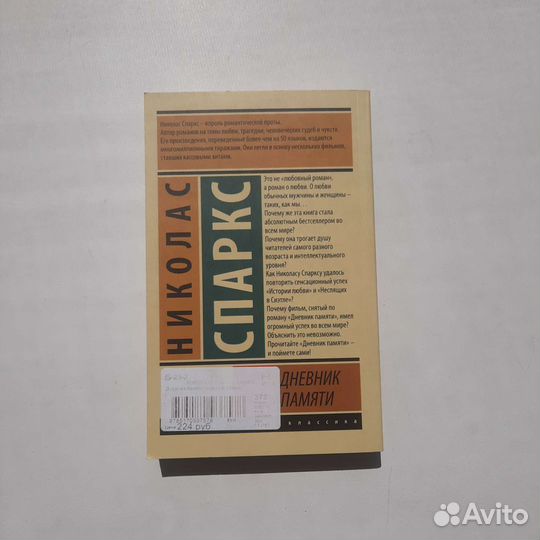 Николас Спаркс – король романтической прозы.
Автор романов на темы любви, трагедии, человеческих судеб и чувств.
Его произведения, переведенные более чем на 50 языков, издаются
многомиллионными тиражами. Они легли в основу нескольких фильмов,
ставших кассовыми хитами.
НИКОЛАС
СПАРКС
Это не «любовный роман»,
а роман о любви. О любви
обычных мужчины и женщины –
таких, как мы...
Почему же эта книга стала
абсолютным бестселлером во
всем мире?
Почему она трогает душу
читателей самого разного
возраста и интеллектуального
уровня?
Как Николасу Спарксу удалось
повторить сенсационный успех
«Истории любви» и «Неспящих
в Сиэтле»?
Почему фильм, снятый по
роману «Дневник памяти», имел
огромный успех во всем мире?
Объяснить это невозможно.
Прочитайте «Дневник памяти» –
и поймете сами!
ДНЕВНИК
ПАМЯТИ
КЛАССИКА
224 руб
Avito